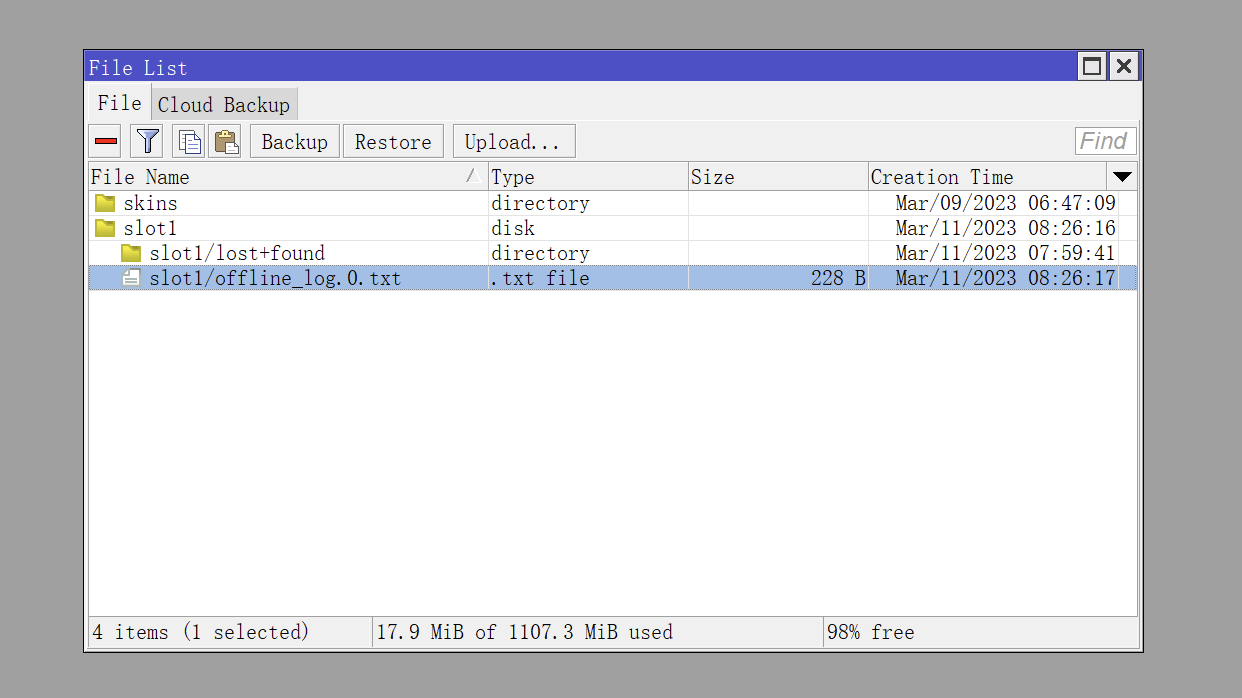 File List
File Cloud Backup
Backup Restore Upload... Find
File Name Type Size Creation Time
skins directory Mar/09/2023 06:47:09
slot1 disk Mar/11/2023 08:26:16
slot1/lost+found directory Mar/11/2023 07:59:41
slot1/offline_log.0.txt .txt file 228 B Mar/11/2023 08:26:17
4 items (1 selected) 17.9 MiB of 1107.3 MiB used 98% free